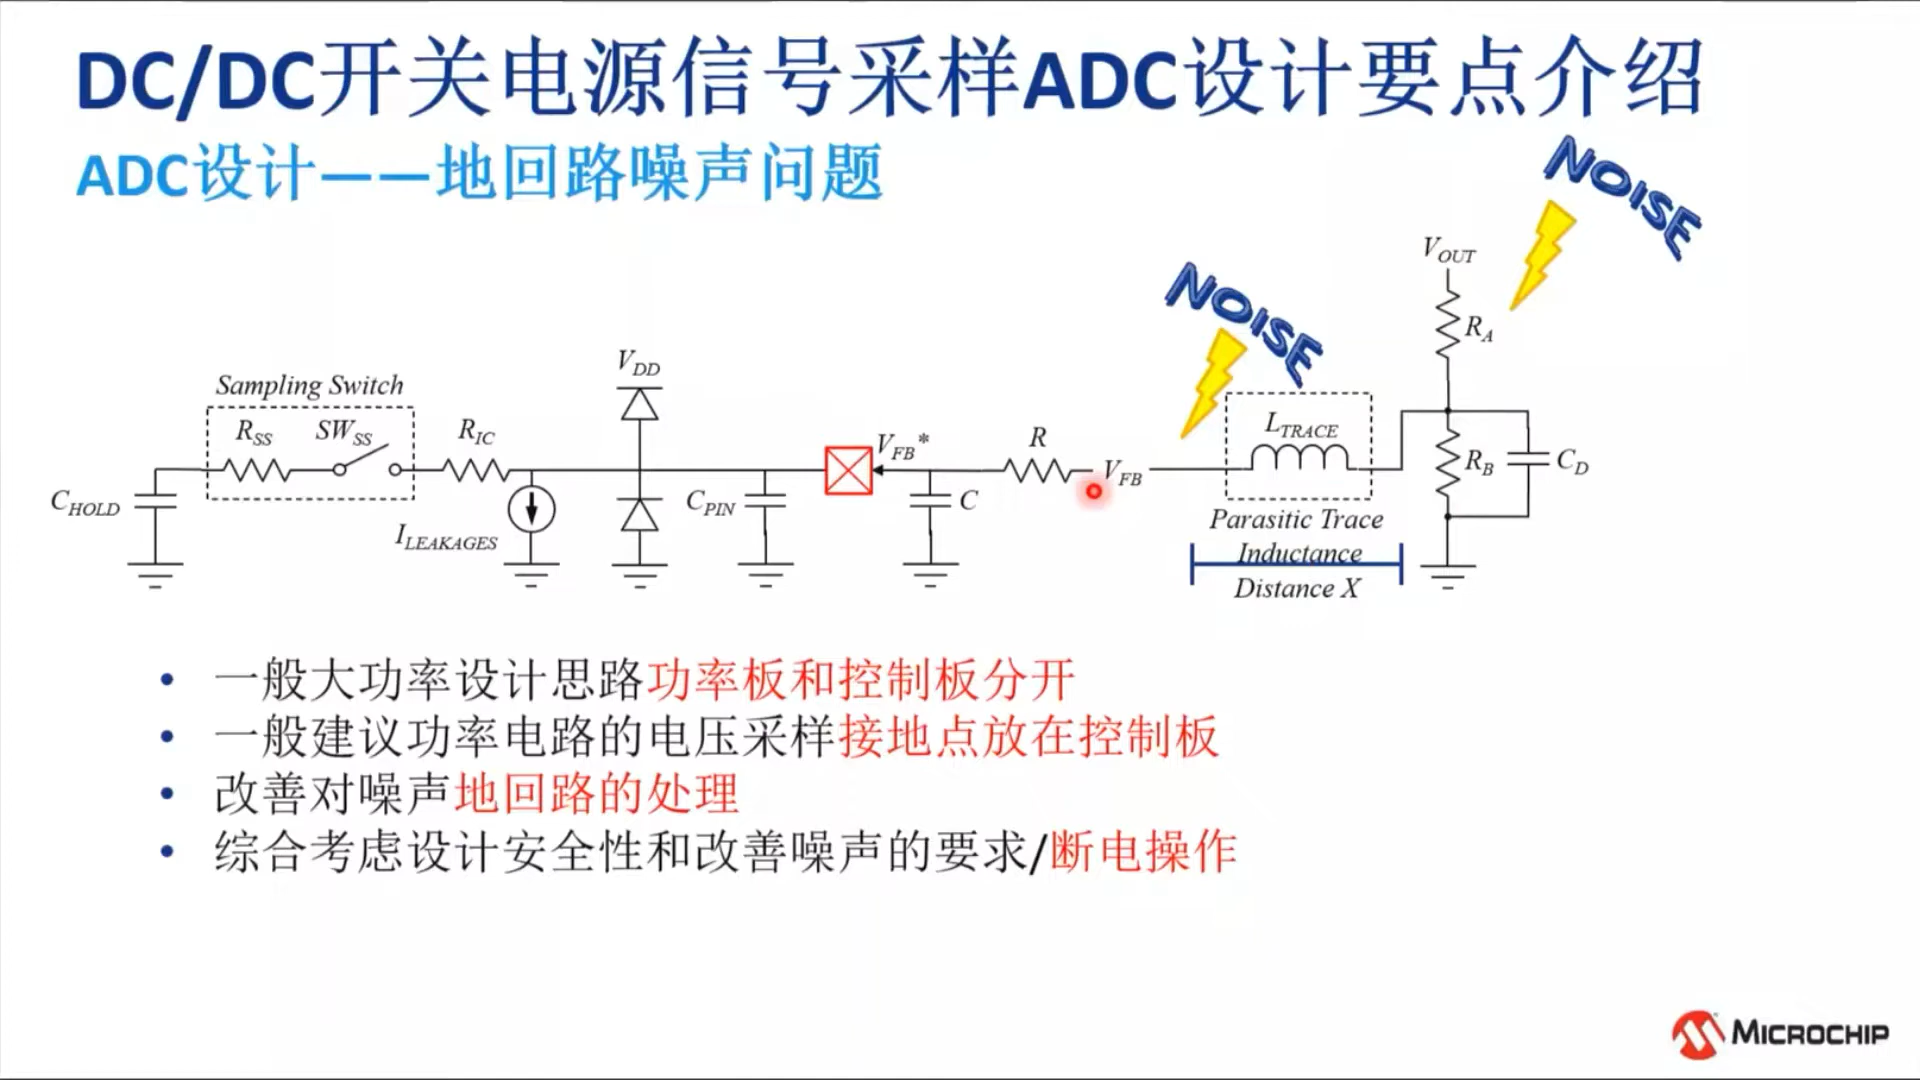 DC/DC开关电源信号采样ADC设计要点介绍
ADC设计——地回路噪声问题
NOISE
NOISE
VOUT
RA
VDD
Sampling Switch
RSS
SWSS
RIC
VFB*
R
VFB
LTRACE
RB
CD
CHOLD
ILEAKAGES
CPIN
C
Parasitic Trace
Inductance
Distance X
• 一般大功率设计思路功率板和控制板分开
• 一般建议功率电路的电压采样接地点放在控制板
• 改善对噪声地回路的处理
• 综合考虑设计安全性和改善噪声的要求/断电操作
MICROCHIP